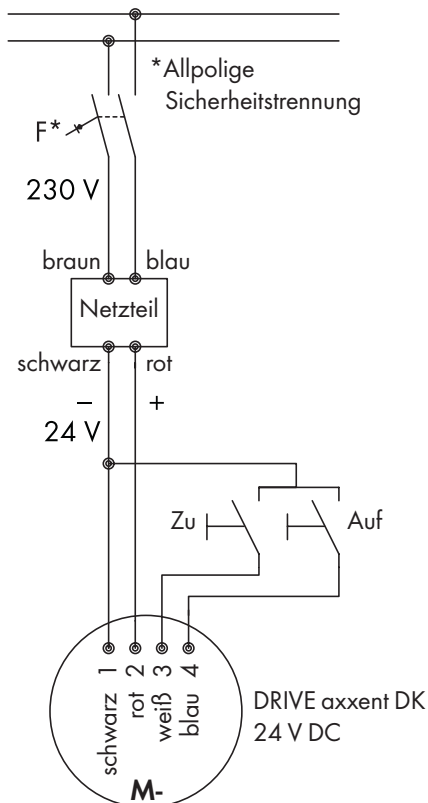 *Allpolige
Sicherheitstrennung
F*
230 V
braun blau
Netzteil
schwarz rot
– +
24 V
Zu Auf
1 2 3 4
schwarz
rot
weiß
blau
DRIVE axxent DK
24 V DC
M-